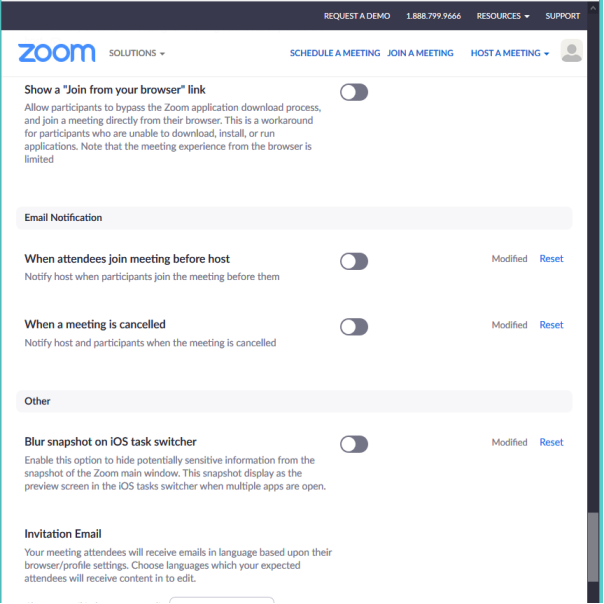 REQUEST A DEMO 1.888.799.9666 RESOURCES SUPPORT
zoom SOLUTIONS SCHEDULE A MEETING JOIN A MEETING HOST A MEETING
Show a "Join from your browser" link
Allow participants to bypass the Zoom application download process,
and join a meeting directly from their browser. This is a workaround
for participants who are unable to download, install, or run
applications. Note that the meeting experience from the browser is
limited
Email Notification
When attendees join meeting before host Modified Reset
Notify host when participants join the meeting before them
When a meeting is cancelled Modified Reset
Notify host and participants when the meeting is cancelled
Other
Blur snapshot on iOS task switcher Modified Reset
Enable this option to hide potentially sensitive information from the
snapshot of the Zoom main window. This snapshot display as the
preview screen in the iOS tasks switcher when multiple apps are open.
Invitation Email
Your meeting attendees will receive emails in language based upon their
browser/profile settings. Choose languages which your expected
attendees will receive content in to edit.